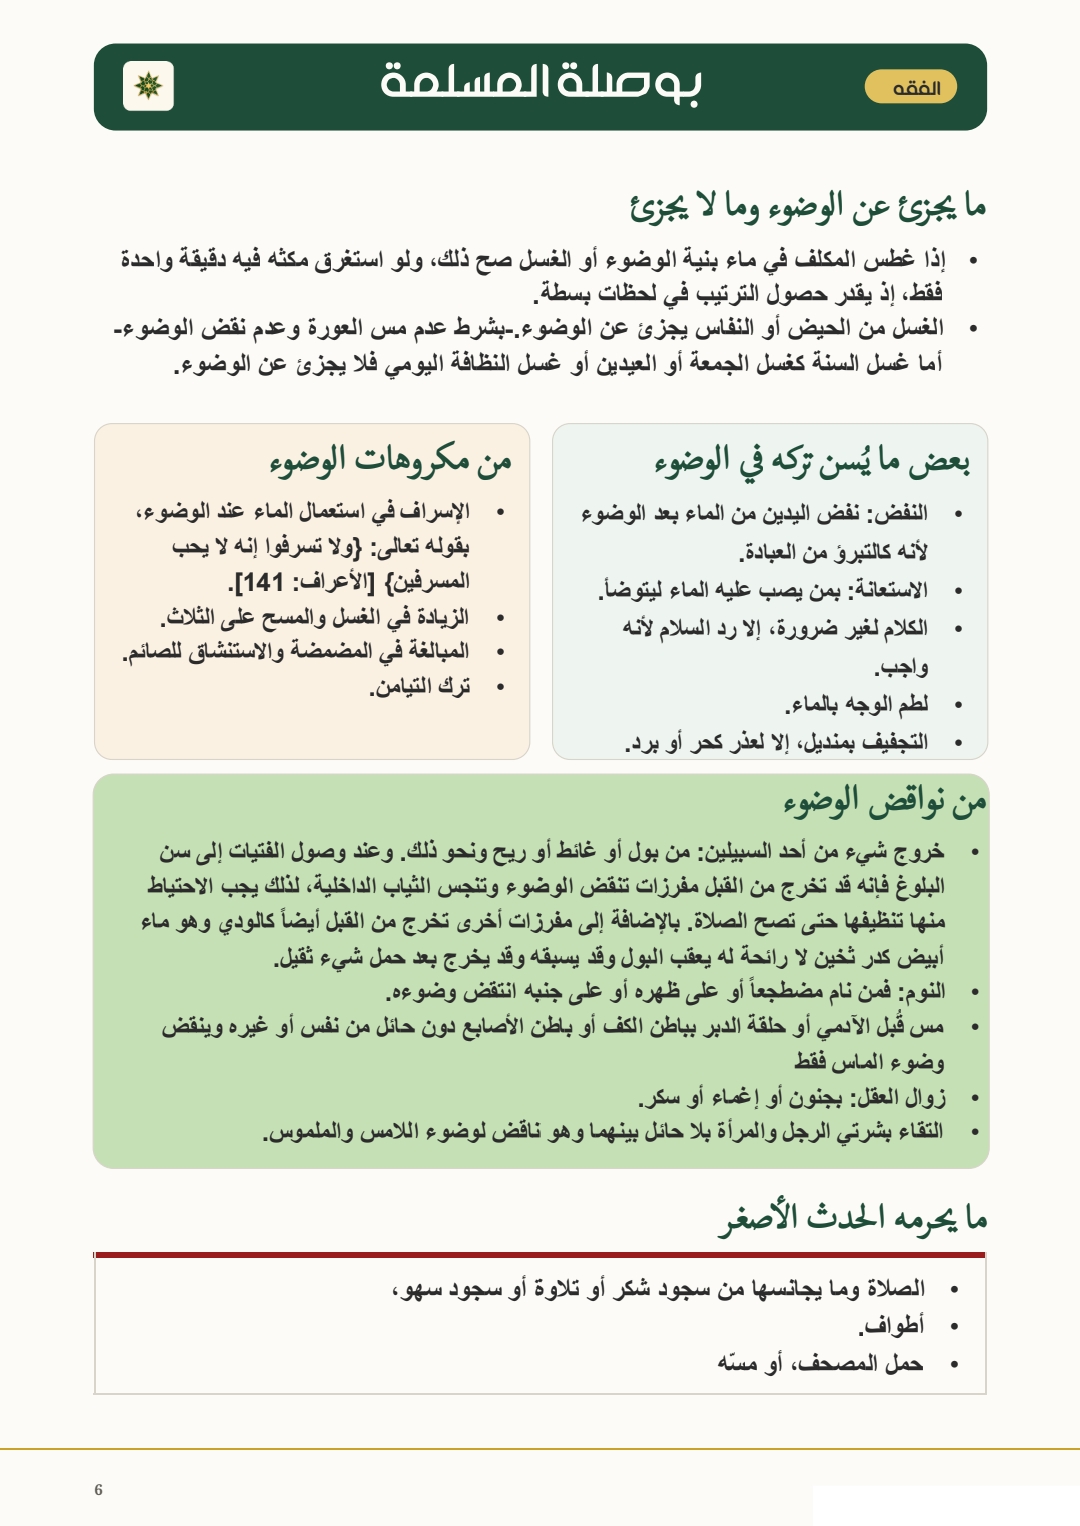 الفقه
بوصلة المسلمة
ما يجزئ عن الوضوء وما لا يجزئ
• إذا غطس المكلف في ماء بنية الوضوء أو الغسل صح ذلك، ولو استغرق مكثه فيه دقيقة واحدة
فقط، إذ يقدر حصول الترتيب في لحظات بسطة.
• الغسل من الحيض أو النفاس يجزئ عن الوضوء.-بشرط عدم مس العورة وعدم نقض الوضوء-
أما غسل السنة كغسل الجمعة أو العيدين أو غسل النظافة اليومي فلا يجزئ عن الوضوء.
بعض ما يُسن تركه في الوضوء
• النفض: نفض اليدين من الماء بعد الوضوء
لأنه كالتبرؤ من العبادة.
• الاستعانة: بمن يصب عليه الماء ليتوضأ.
• الكلام لغير ضرورة، إلا رد السلام لأنه
واجب.
• لطم الوجه بالماء.
• التجفيف بمنديل، إلا لعذر كحر أو برد.
من مكروهات الوضوء
• الإسراف في استعمال الماء عند الوضوء،
بقوله تعالى: {ولا تسرفوا إنه لا يحب
المسرفين} [الأعراف: 141].
• الزيادة في الغسل والمسح على الثلاث.
• المبالغة في المضمضة والاستنشاق للصائم.
• ترك التيامن.
من نواقض الوضوء
• خروج شيء من أحد السبيلين: من بول أو غائط أو ريح ونحو ذلك. وعند وصول الفتيات إلى سن
البلوغ فإنه قد تخرج من القبل مفرزات تنقض الوضوء وتنجس الثياب الداخلية، لذلك يجب الاحتياط
منها تنظيفها حتى تصح الصلاة. بالإضافة إلى مفرزات أخرى تخرج من القبل أيضاً كالودي وهو ماء
أبيض كدر ثخين لا رائحة له يعقب البول وقد يسبقه وقد يخرج بعد حمل شيء ثقيل.
• النوم: فمن نام مضطجعاً أو على ظهره أو على جنبه انتقض وضوءه.
• مس قُبل الآدمي أو حلقة الدبر بباطن الكف أو باطن الأصابع دون حائل من نفس أو غيره وينقض
وضوء الماس فقط
• زوال العقل: بجنون أو إغماء أو سكر.
• التقاء بشرتي الرجل والمرأة بلا حائل بينهما وهو ناقض لوضوء اللامس والملموس.
ما يحرمه الحدث الأصغر
• الصلاة وما يجانسها من سجود شكر أو تلاوة أو سجود سهو،
• أطواف.
• حمل المصحف، أو مسّه
6